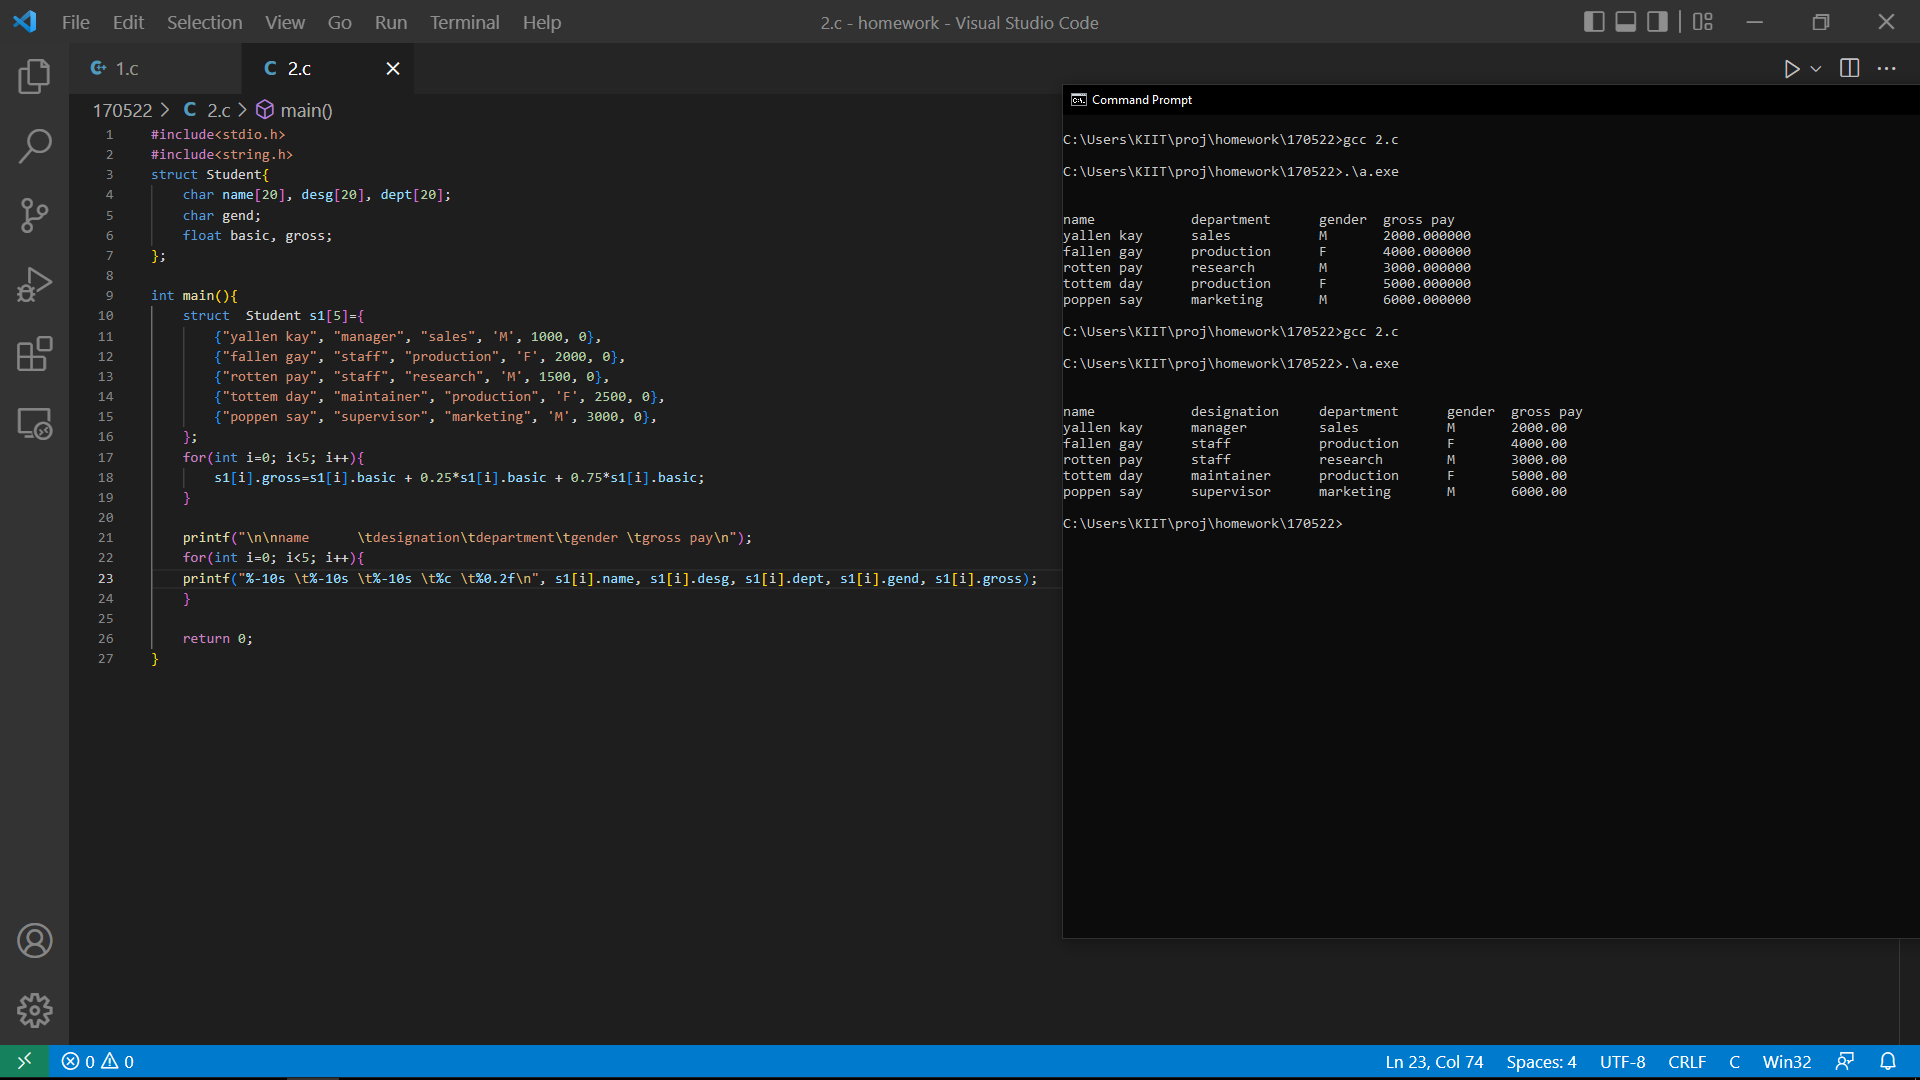 File Edit Selection View Go Run Terminal Help
2.c - homework - Visual Studio Code
1.c
2.c
170522 > C 2.c > main()
1 #include<stdio.h>
2 #include<string.h>
3 struct Student{
4     char name[20], desg[20], dept[20];
5     char gend;
6     float basic, gross;
7 };
8
9 int main(){
10     struct  Student s1[5]={
11         {"yallen kay", "manager", "sales", 'M', 1000, 0},
12         {"fallen gay", "staff", "production", 'F', 2000, 0},
13         {"rotten pay", "staff", "research", 'M', 1500, 0},
14         {"tottem day", "maintainer", "production", 'F', 2500, 0},
15         {"poppen say", "supervisor", "marketing", 'M', 3000, 0},
16     };
17     for(int i=0; i<5; i++){
18         s1[i].gross=s1[i].basic + 0.25*s1[i].basic + 0.75*s1[i].basic;
19     }
20
21     printf("\n\nname      \tdesignation\tdepartment\tgender \tgross pay\n");
22     for(int i=0; i<5; i++){
23     printf("%-10s \t%-10s \t%-10s \t%c \t%0.2f\n", s1[i].name, s1[i].desg, s1[i].dept, s1[i].gend, s1[i].gross);
24     }
25
26     return 0;
27 }
Command Prompt
C:\Users\KIIT\proj\homework\170522>gcc 2.c
C:\Users\KIIT\proj\homework\170522>.\a.exe
name            department      gender  gross pay
yallen kay      sales           M       2000.000000
fallen gay      production      F       4000.000000
rotten pay      research        M       3000.000000
tottem day      production      F       5000.000000
poppen say      marketing       M       6000.000000
C:\Users\KIIT\proj\homework\170522>gcc 2.c
C:\Users\KIIT\proj\homework\170522>.\a.exe
name            designation     department      gender  gross pay
yallen kay      manager         sales           M       2000.00
fallen gay      staff           production      F       4000.00
rotten pay      staff           research        M       3000.00
tottem day      maintainer      production      F       5000.00
poppen say      supervisor      marketing       M       6000.00
C:\Users\KIIT\proj\homework\170522>
0 0 Ln 23, Col 74 Spaces: 4 UTF-8 CRLF C Win32